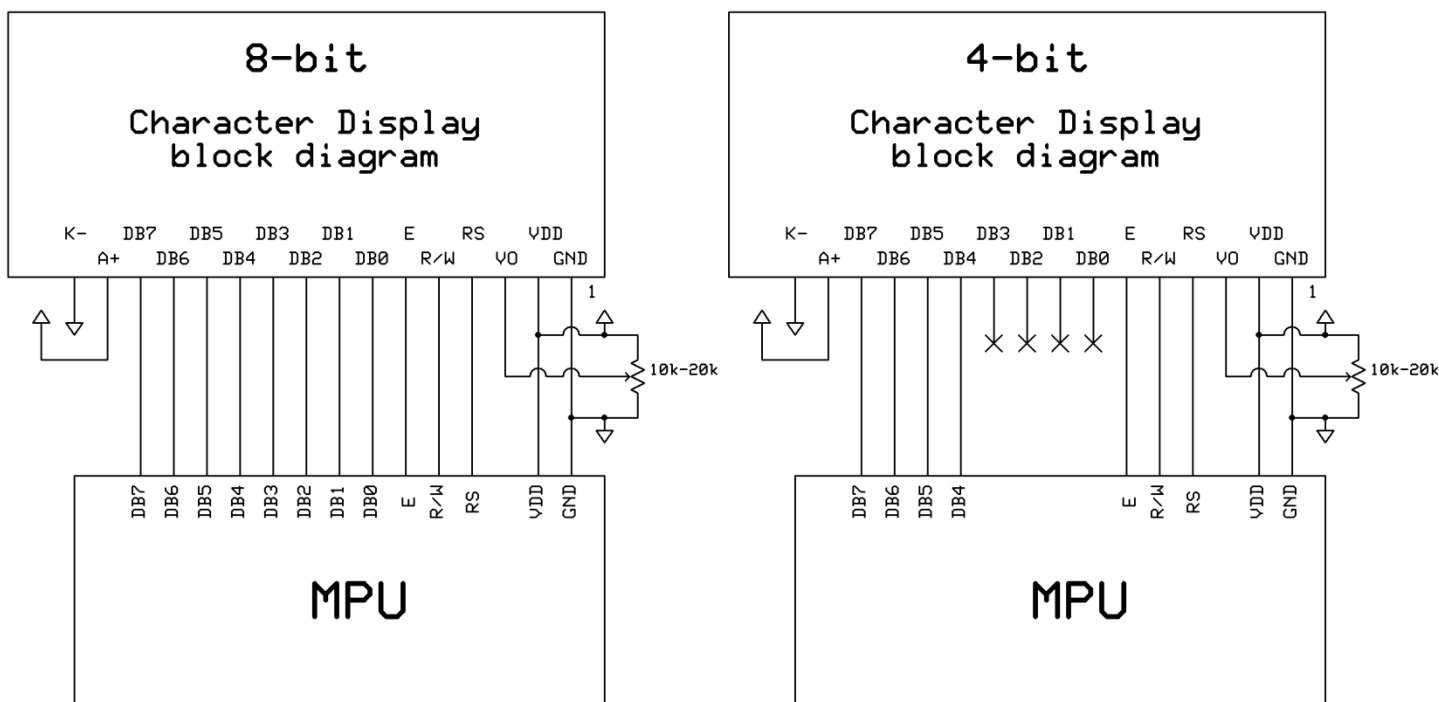 8-bit
Character Display
block diagram
K- DB7 DB5 DB3 DB1 E RS VDD
A+ DB6 DB4 DB2 DB0 R/W VO GND
1
10k-20k
DB7 DB6 DB5 DB4 DB3 DB2 DB1 DB0 E R/W RS VDD GND
MPU
4-bit
Character Display
block diagram
K- DB7 DB5 DB3 DB1 E RS VDD
A+ DB6 DB4 DB2 DB0 R/W VO GND
1
10k-20k
DB7 DB6 DB5 DB4 E R/W RS VDD GND
MPU